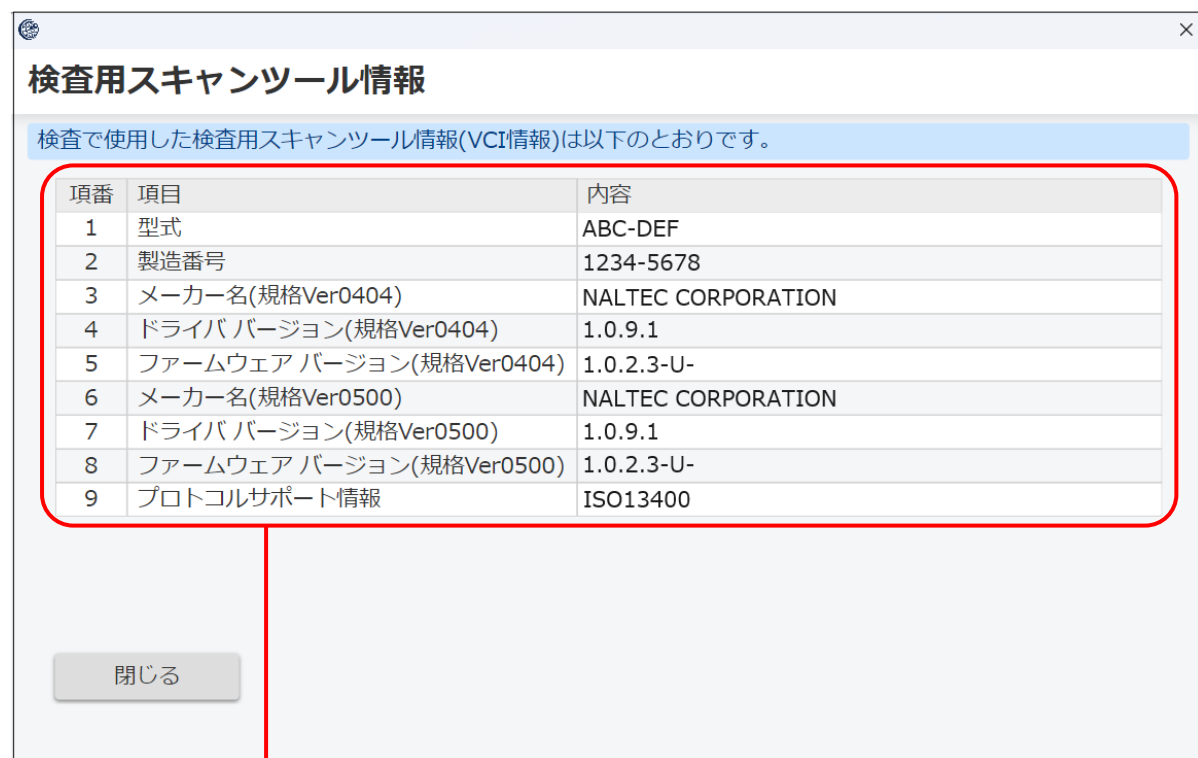 検査用スキャンツール情報
検査で使用した検査用スキャンツール情報(VCI情報)は以下のとおりです。
項番 項目 内容
1 型式 ABC-DEF
2 製造番号 1234-5678
3 メーカー名(規格Ver0404) NALTEC CORPORATION
4 ドライバ バージョン(規格Ver0404) 1.0.9.1
5 ファームウェア バージョン(規格Ver0404) 1.0.2.3-U-
6 メーカー名(規格Ver0500) NALTEC CORPORATION
7 ドライバ バージョン(規格Ver0500) 1.0.9.1
8 ファームウェア バージョン(規格Ver0500) 1.0.2.3-U-
9 プロトコルサポート情報 ISO13400
閉じる